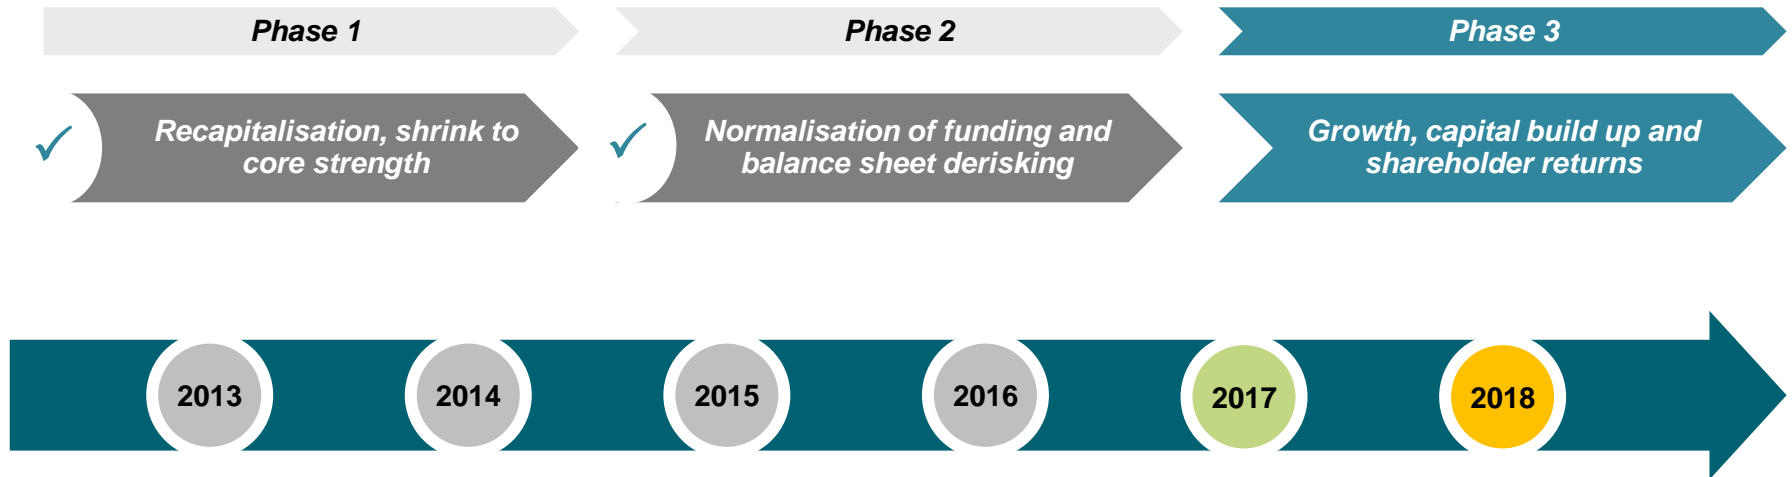 Phase 1
Phase 2
Phase 3
Recapitalisation, shrink to
core strength
Normalisation of funding and
balance sheet derisking
Growth, capital build up and
shareholder returns
2013
2014
2015
2016
2017
2018